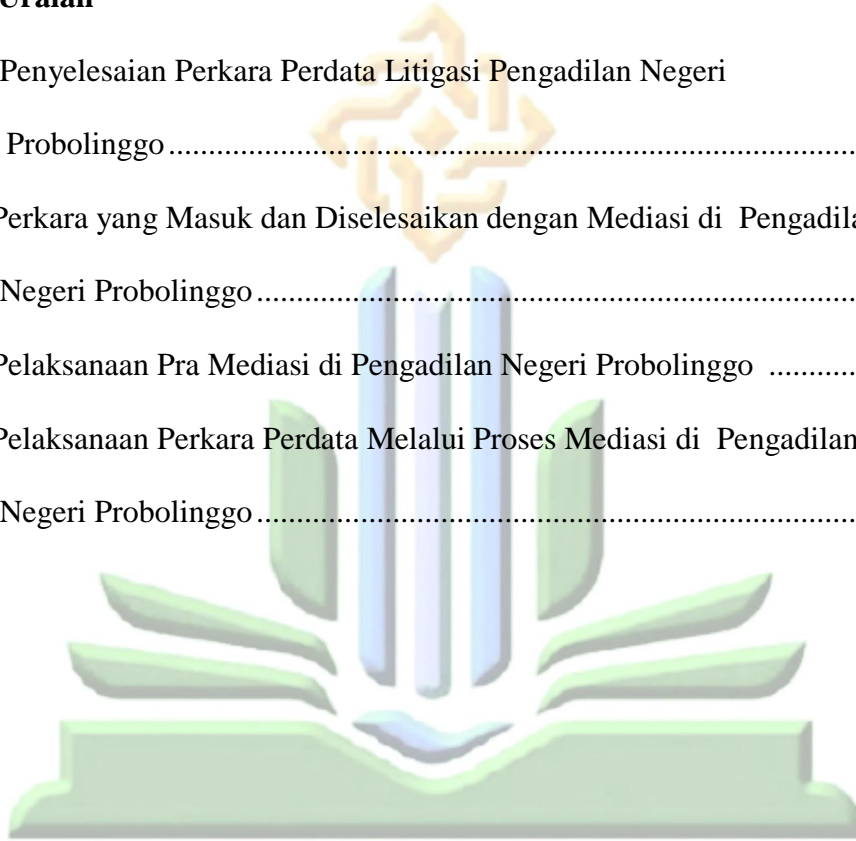 Uraian
Penyelesaian Perkara Perdata Litigasi Pengadilan Negeri
Probolinggo.....................................................................................
Perkara yang Masuk dan Diselesaikan dengan Mediasi di Pengadila
Negeri Probolinggo..........................................................................
Pelaksanaan Pra Mediasi di Pengadilan Negeri Probolinggo ...........
Pelaksanaan Perkara Perdata Melalui Proses Mediasi di Pengadilan
Negeri Probolinggo..........................................................................